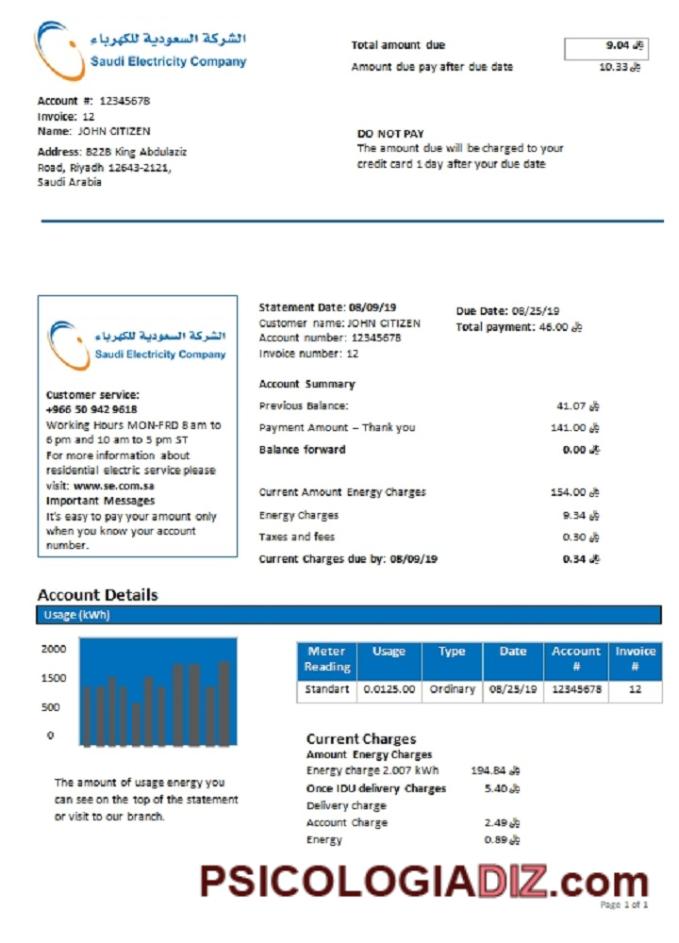 الشركة السعودية للكهرباء
Saudi Electricity Company
Total amount due 9.04 ﷼
Amount due pay after due date 10.33 ﷼
Account #: 12345678
Invoice: 12
Name: JOHN CITIZEN
Address: 8228 King Abdulaziz
Road, Riyadh 12643-2121,
Saudi Arabia
DO NOT PAY
The amount due will be charged to your
credit card 1 day after your due date
الشركة السعودية للكهرباء
Saudi Electricity Company
Customer service:
+966 50 942 9618
Working Hours MON-FRD 8 am to
6 pm and 10 am to 5 pm ST
For more information about
residential electric service please
visit: www.se.com.sa
Important Messages
It's easy to pay your amount only
when you know your account
number.
Statement Date: 08/09/19
Customer name: JOHN CITIZEN
Account number: 12345678
Invoice number: 12
Due Date: 08/25/19
Total payment: 46.00 ﷼
Account Summary
Previous Balance: 41.07 ﷼
Payment Amount – Thank you 141.00 ﷼
Balance forward 0.00 ﷼
Current Amount Energy Charges 154.00 ﷼
Energy Charges 9.34 ﷼
Taxes and fees 0.30 ﷼
Current Charges due by: 08/09/19 0.34 ﷼
Account Details
Usage (kWh)
2000
1500
500
0
The amount of usage energy you
can see on the top of the statement
or visit to our branch.
Meter Reading Usage Type Date Account # Invoice #
Standart 0.0125.00 Ordinary 08/25/19 12345678 12
Current Charges
Amount Energy Charges
Energy charge 2.007 kWh 194.84 ﷼
Once IDU delivery Charges 5.40 ﷼
Delivery charge
Account Charge 2.49 ﷼
Energy 0.89 ﷼
PSICOLOGIADIZ.com
Page 1 of 1